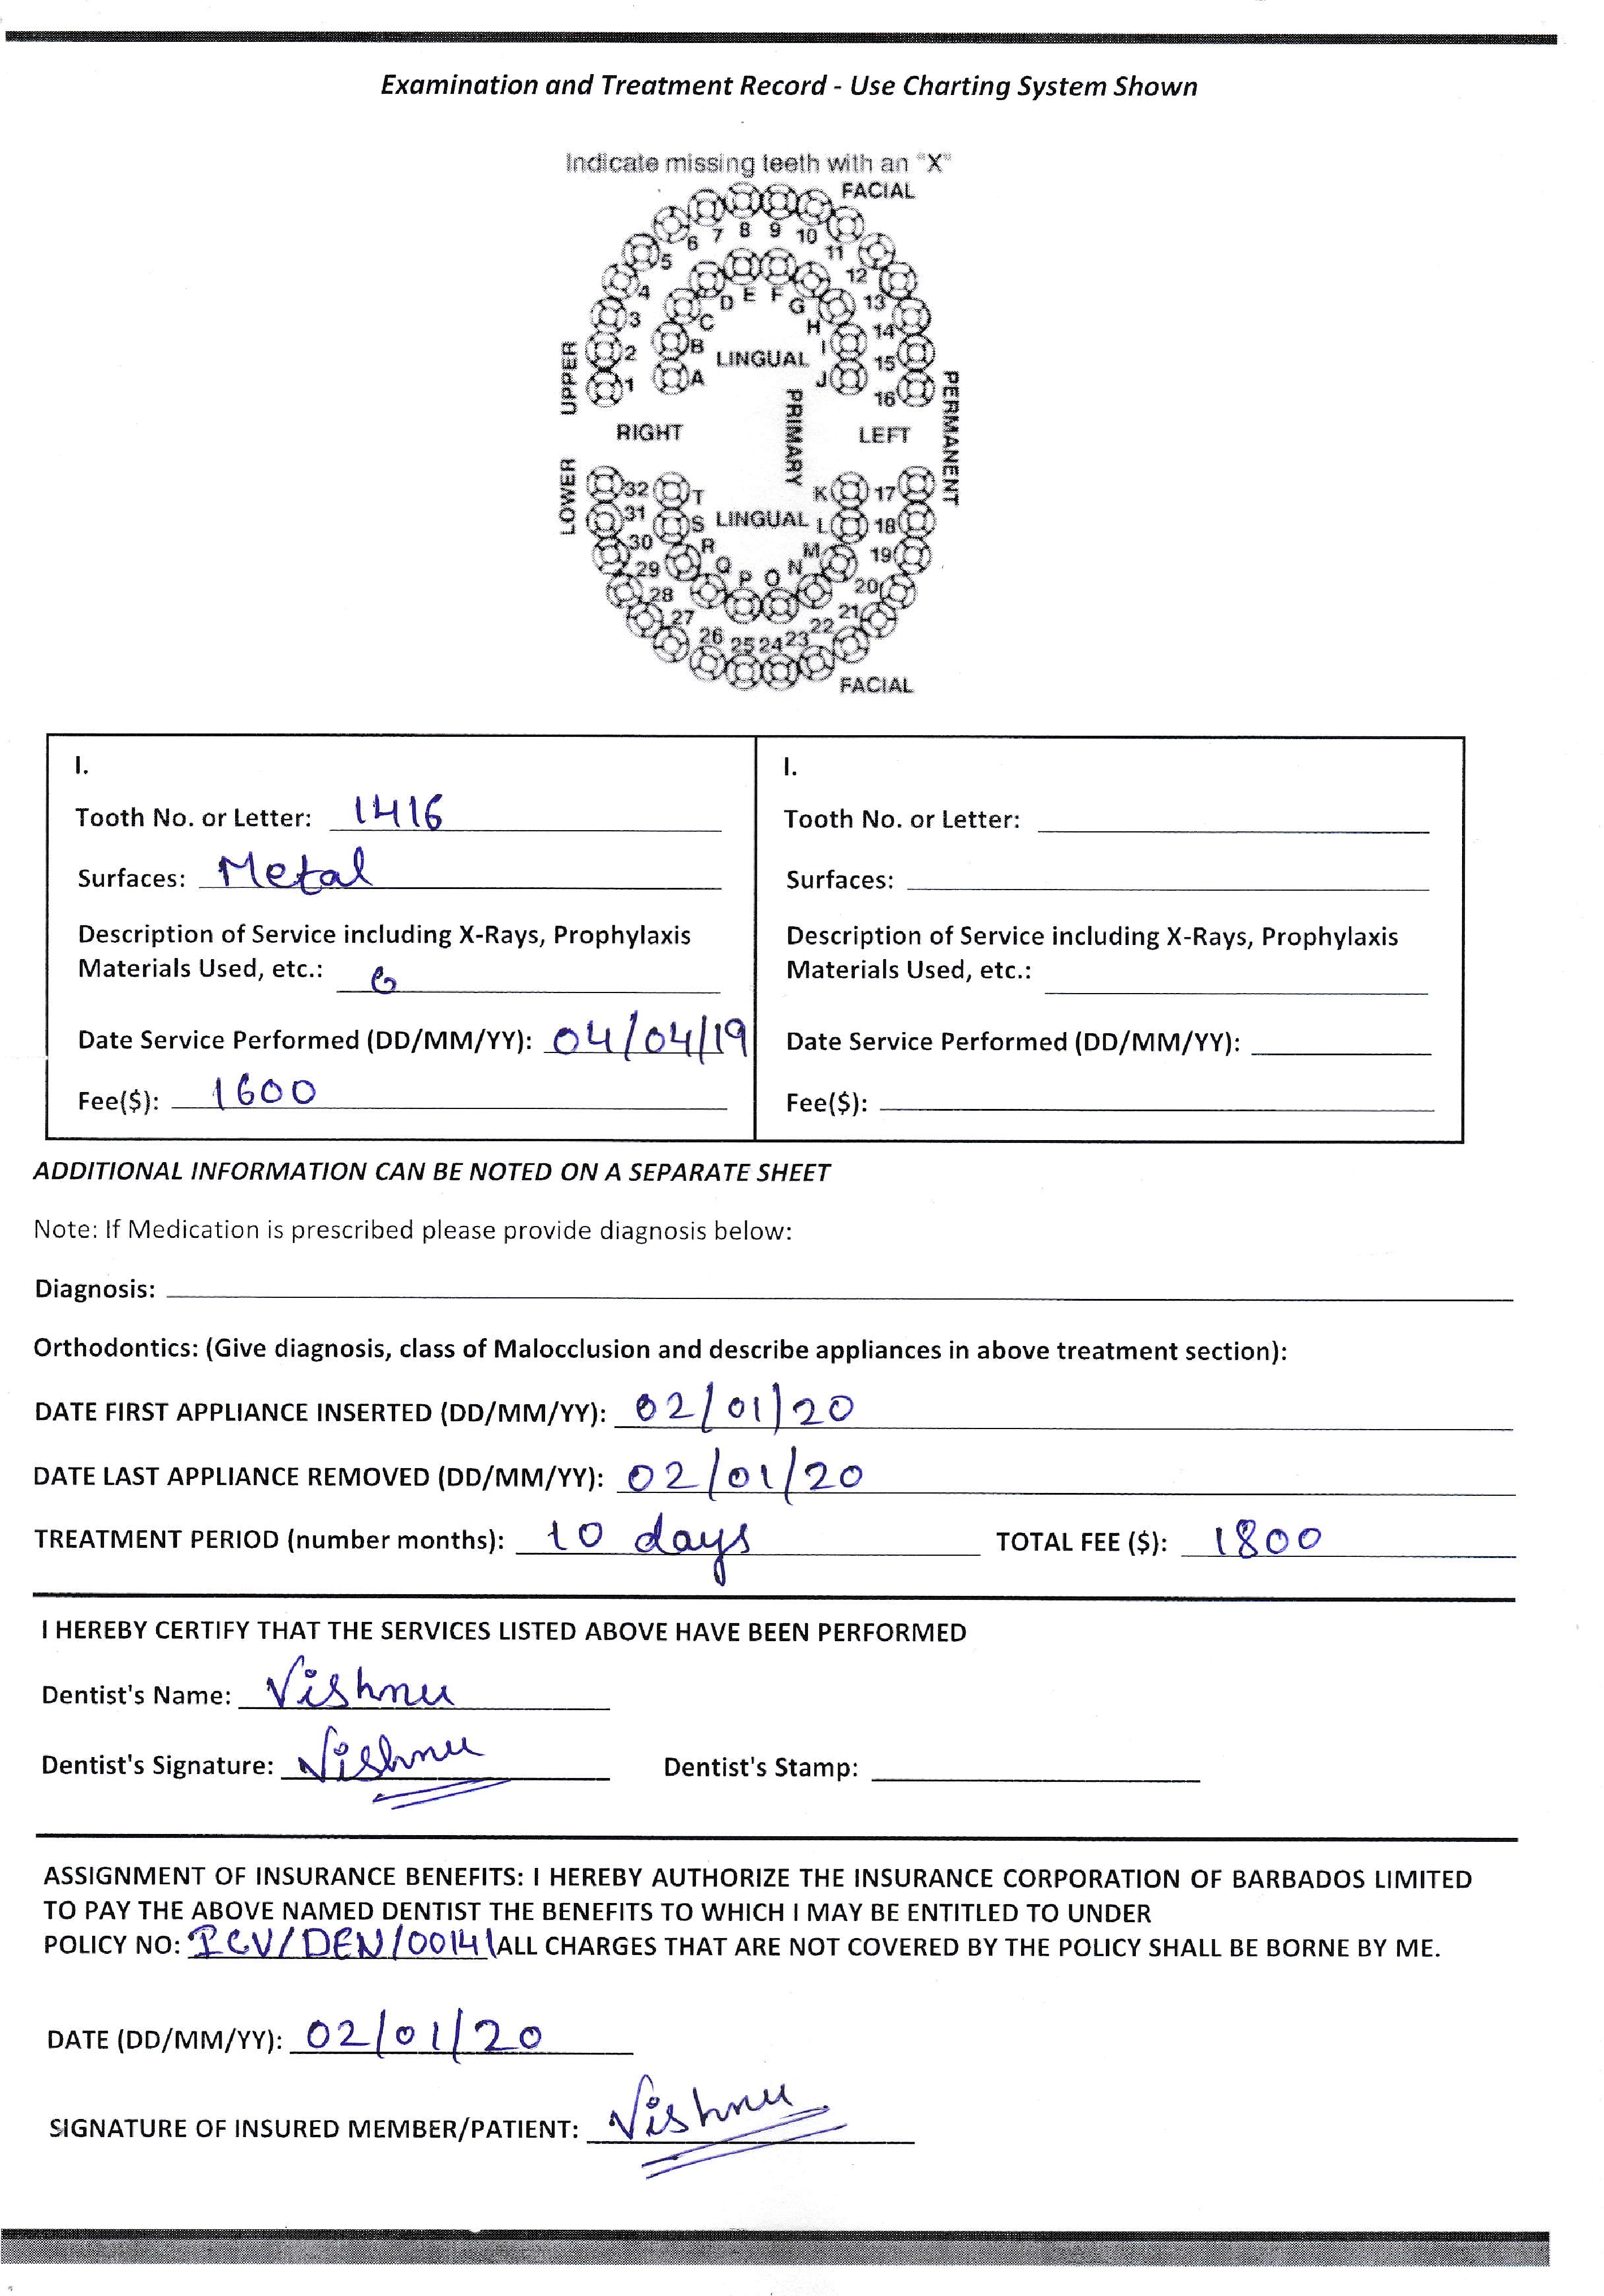 Examination and Treatment Record - Use Charting System Shown
Indicate missing teeth with an "X"
FACIAL
6 7 8 9 10 11
5 12
4 D E F G 13
3 C H 14
UPPER 2 B LINGUAL I 15
1 A J 16 PERMANENT
RIGHT PRIMARY LEFT
LOWER 32 T K 17
31 S LINGUAL L 18
30 R M 19
29 Q P O N 20
28 21
27 26 25 24 23 22
FACIAL
I.
Tooth No. or Letter: 1416
Surfaces: Metal
Description of Service including X-Rays, Prophylaxis
Materials Used, etc.: 6
Date Service Performed (DD/MM/YY): 04/04/19
Fee($): 1600
I.
Tooth No. or Letter:
Surfaces:
Description of Service including X-Rays, Prophylaxis
Materials Used, etc.:
Date Service Performed (DD/MM/YY):
Fee($):
ADDITIONAL INFORMATION CAN BE NOTED ON A SEPARATE SHEET
Note: If Medication is prescribed please provide diagnosis below:
Diagnosis:
Orthodontics: (Give diagnosis, class of Malocclusion and describe appliances in above treatment section):
DATE FIRST APPLIANCE INSERTED (DD/MM/YY): 02/01/20
DATE LAST APPLIANCE REMOVED (DD/MM/YY): 02/01/20
TREATMENT PERIOD (number months): 10 days TOTAL FEE ($): 1800
I HEREBY CERTIFY THAT THE SERVICES LISTED ABOVE HAVE BEEN PERFORMED
Dentist's Name: Vishnu
Dentist's Signature: Vishnu Dentist's Stamp:
ASSIGNMENT OF INSURANCE BENEFITS: I HEREBY AUTHORIZE THE INSURANCE CORPORATION OF BARBADOS LIMITED
TO PAY THE ABOVE NAMED DENTIST THE BENEFITS TO WHICH I MAY BE ENTITLED TO UNDER
POLICY NO: ICV/DEN/00141 ALL CHARGES THAT ARE NOT COVERED BY THE POLICY SHALL BE BORNE BY ME.
DATE (DD/MM/YY): 02/01/20
SIGNATURE OF INSURED MEMBER/PATIENT: Vishnu